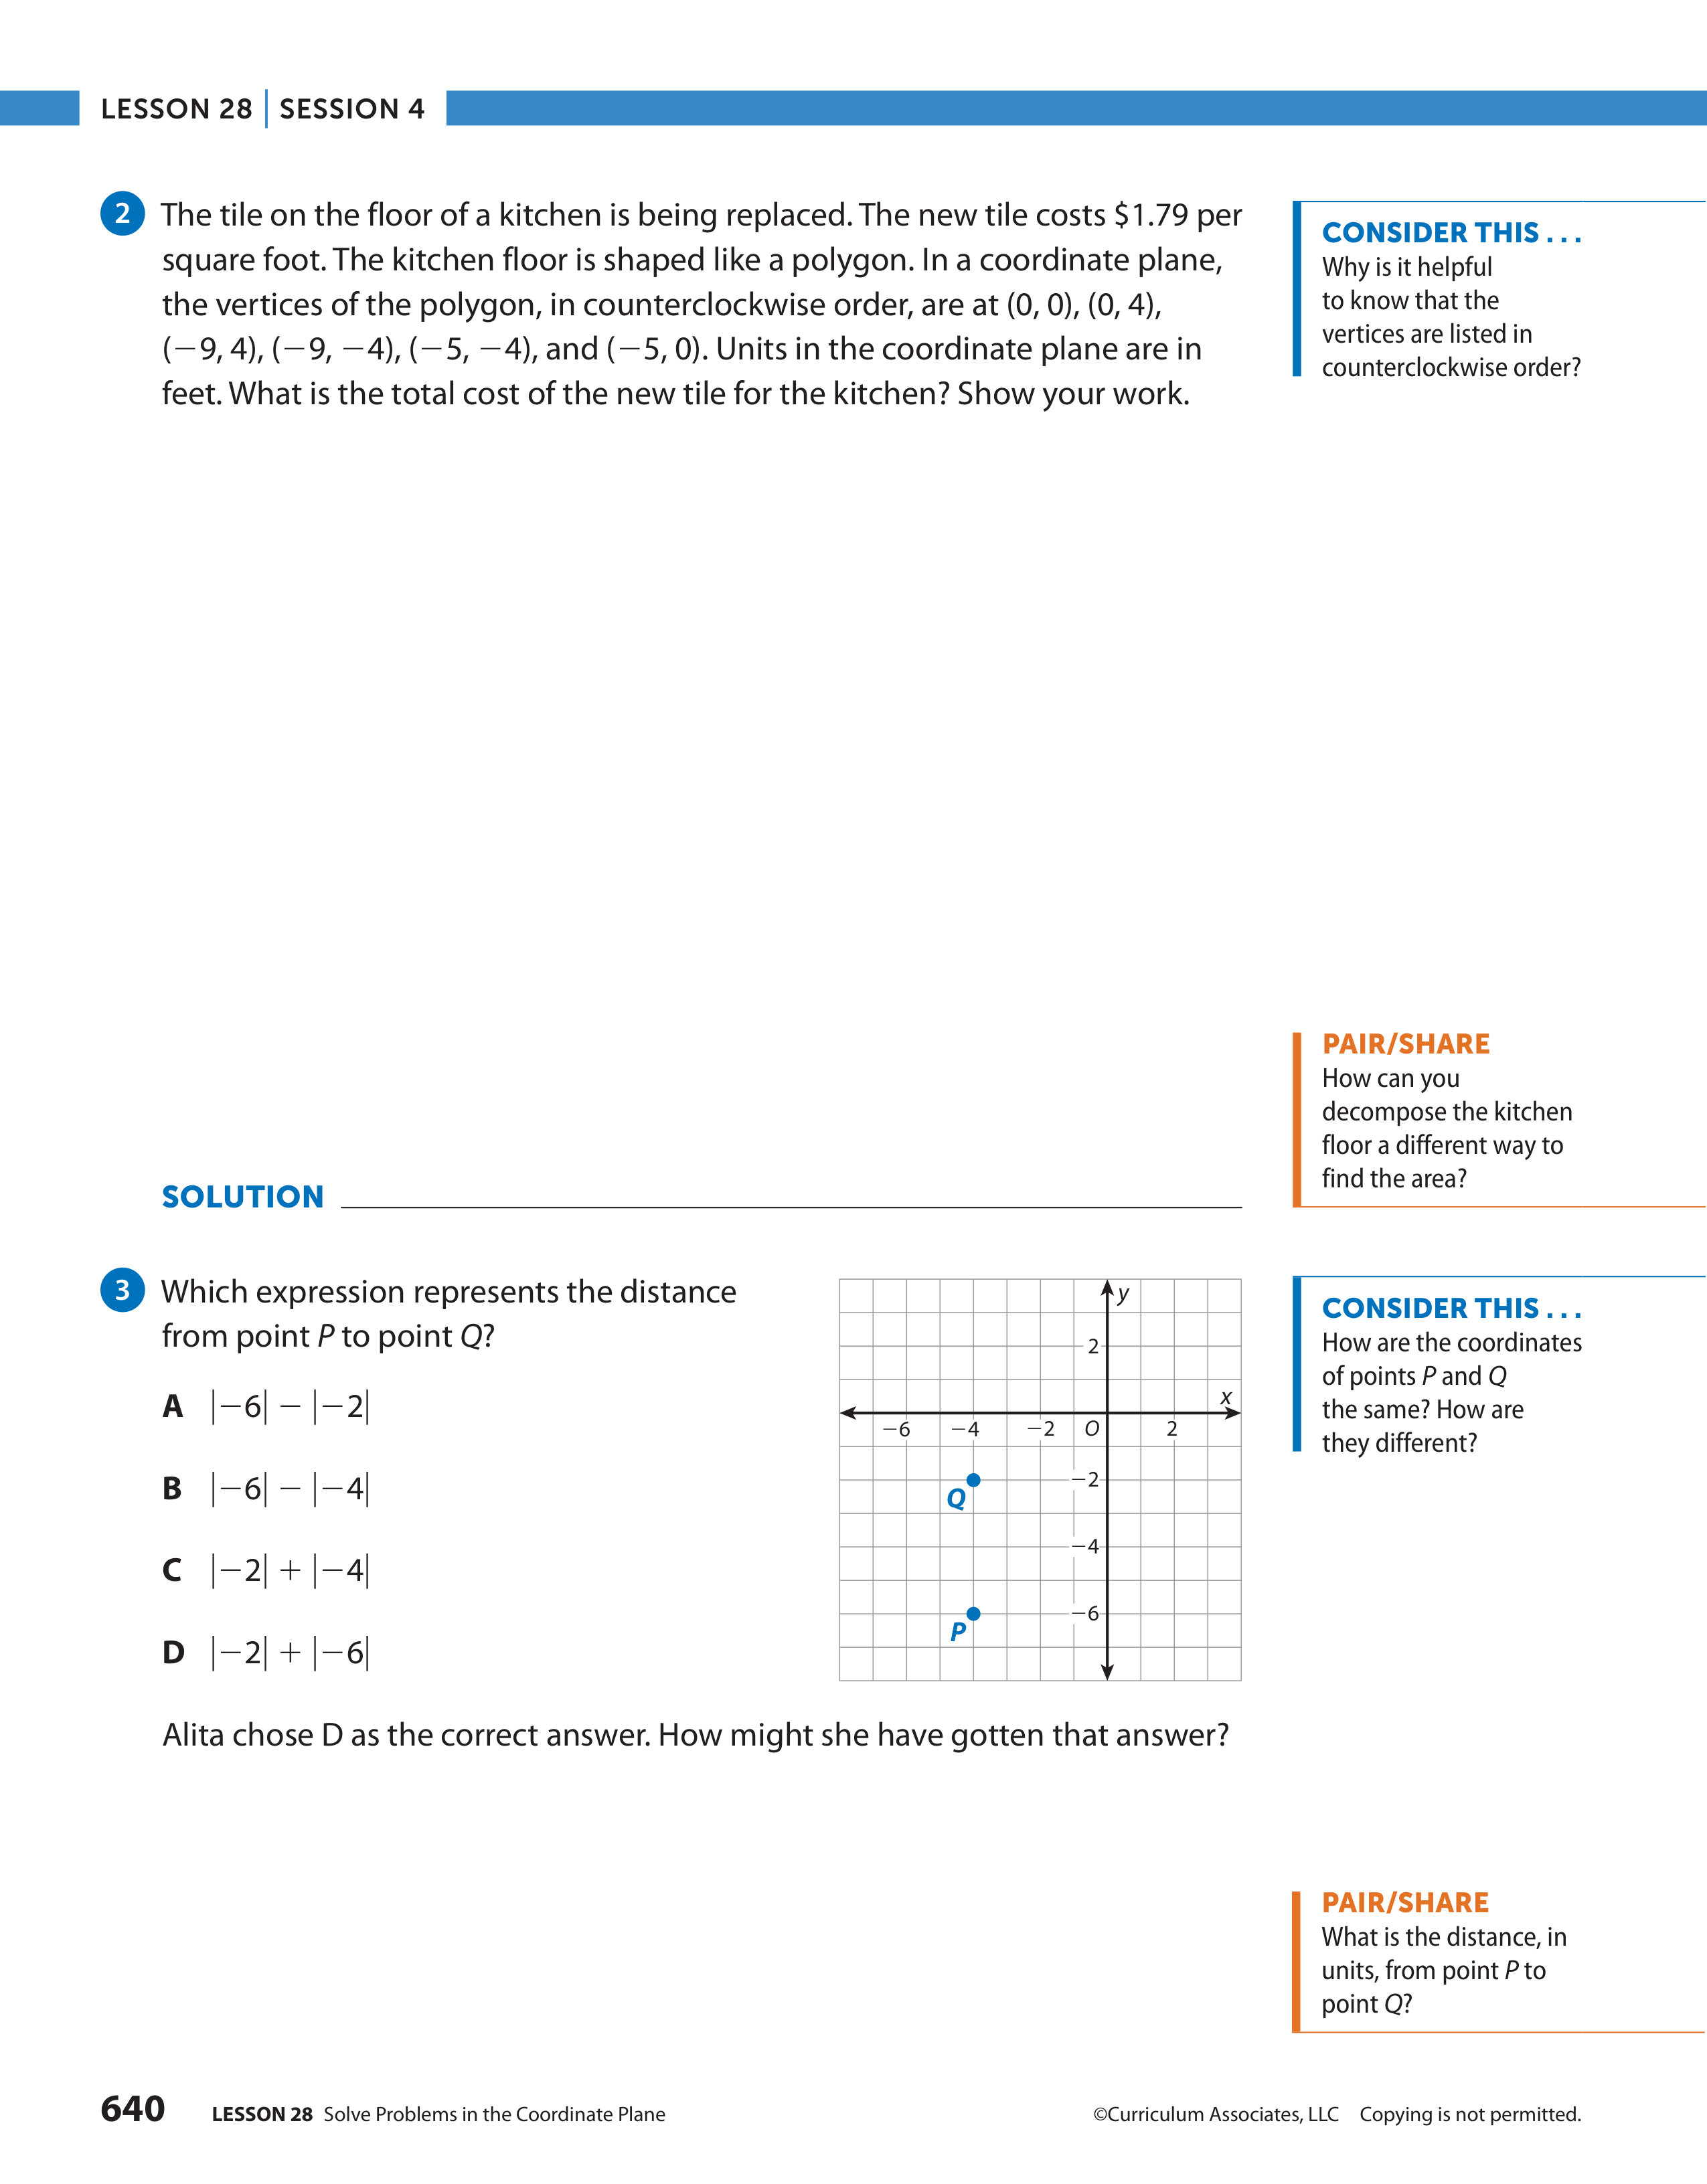 LESSON 28 | SESSION 4
2 The tile on the floor of a kitchen is being replaced. The new tile costs $1.79 per
square foot. The kitchen floor is shaped like a polygon. In a coordinate plane,
the vertices of the polygon, in counterclockwise order, are at (0, 0), (0, 4),
(−9, 4), (−9, −4), (−5, −4), and (−5, 0). Units in the coordinate plane are in
feet. What is the total cost of the new tile for the kitchen? Show your work.
CONSIDER THIS . . .
Why is it helpful
to know that the
vertices are listed in
counterclockwise order?
PAIR/SHARE
How can you
decompose the kitchen
floor a different way to
find the area?
SOLUTION
3 Which expression represents the distance
from point P to point Q?
A |−6| − |−2|
B |−6| − |−4|
C |−2| + |−4|
D |−2| + |−6|
y
2
x
−6 −4 −2 O 2
−2
Q
−4
−6
P
CONSIDER THIS . . .
How are the coordinates
of points P and Q
the same? How are
they different?
Alita chose D as the correct answer. How might she have gotten that answer?
PAIR/SHARE
What is the distance, in
units, from point P to
point Q?
640 LESSON 28 Solve Problems in the Coordinate Plane ©Curriculum Associates, LLC Copying is not permitted.